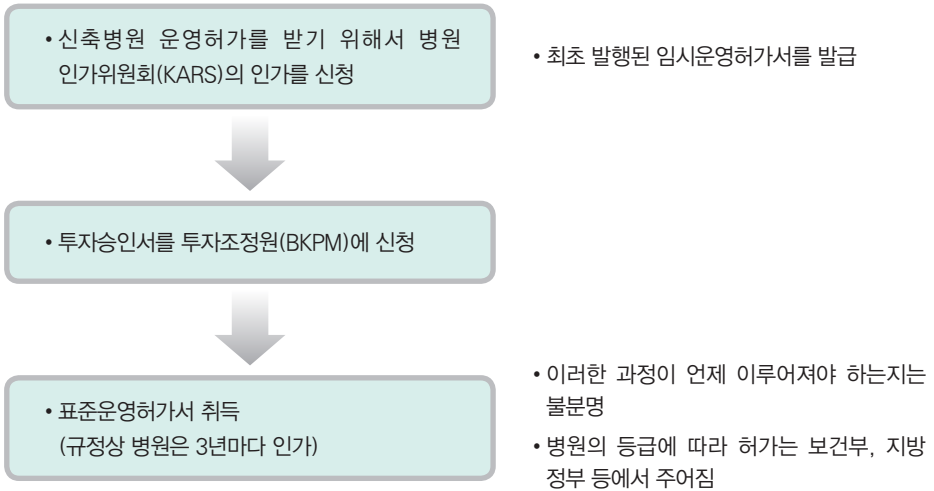 • 신축병원 운영허가를 받기 위해서 병원
인가위원회(KARS)의 인가를 신청
• 최초 발행된 임시운영허가서를 발급
• 투자승인서를 투자조정원(BKPM)에 신청
• 표준운영허가서 취득
(규정상 병원은 3년마다 인가)
• 이러한 과정이 언제 이루어져야 하는지는
불분명
• 병원의 등급에 따라 허가는 보건부, 지방
정부 등에서 주어짐